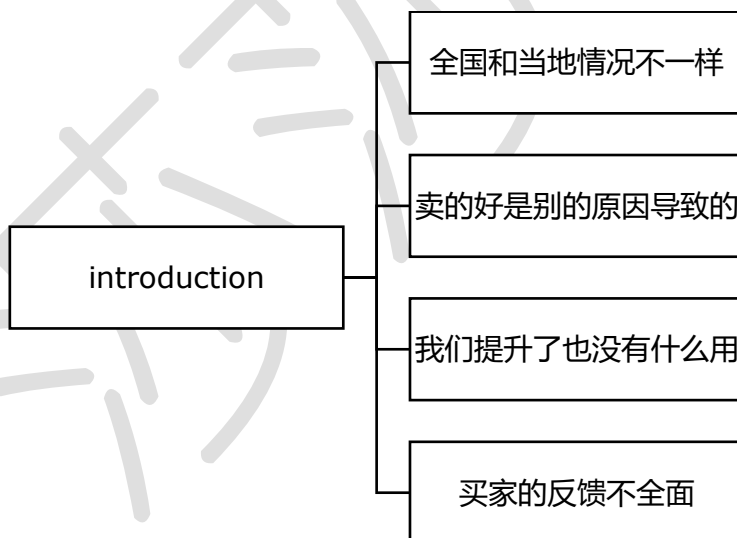 全国和当地情况不一样
卖的好是别的原因导致的
introduction
我们提升了也没有什么用
买家的反馈不全面